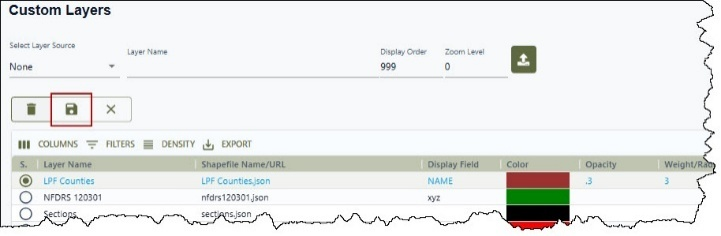 Custom Layers
Select Layer Source Layer Name Display Order Zoom Level
None 999 0
COLUMNS FILTERS DENSITY EXPORT
S. Layer Name Shapefile Name/URL Display Field Color Opacity Weight/Rad
LPF Counties LPF Counties.json NAME .3 3
NFDRS 120301 nfdrs120301.json xyz
Sections sections.json